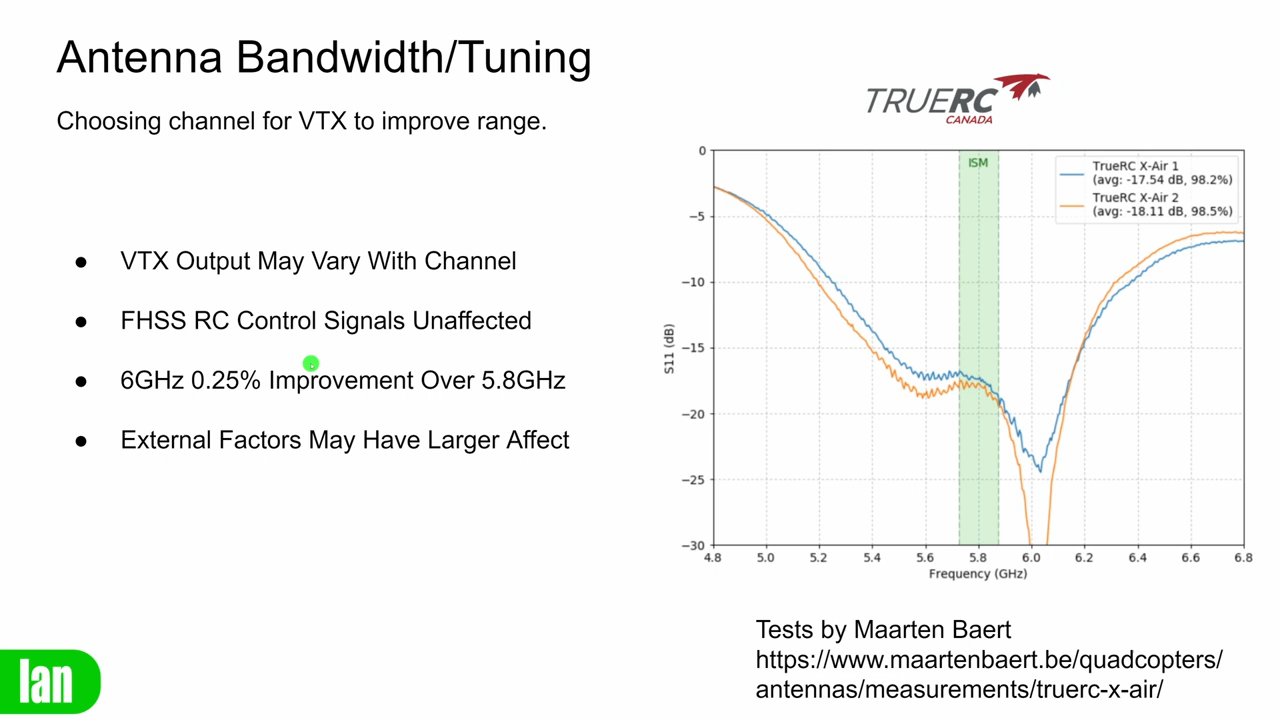 Antenna Bandwidth/Tuning
Choosing channel for VTX to improve range.
● VTX Output May Vary With Channel
● FHSS RC Control Signals Unaffected
● 6GHz 0.25% Improvement Over 5.8GHz
● External Factors May Have Larger Affect
Ian
TRUERC
CANADA
ISM
TrueRC X-Air 1
(avg: -17.54 dB, 98.2%)
TrueRC X-Air 2
(avg: -18.11 dB, 98.5%)
0
−5
−10
−15
−20
−25
−30
S11 (dB)
4.8 5.0 5.2 5.4 5.6 5.8 6.0 6.2 6.4 6.6 6.8
Frequency (GHz)
Tests by Maarten Baert
https://www.maartenbaert.be/quadcopters/
antennas/measurements/truerc-x-air/